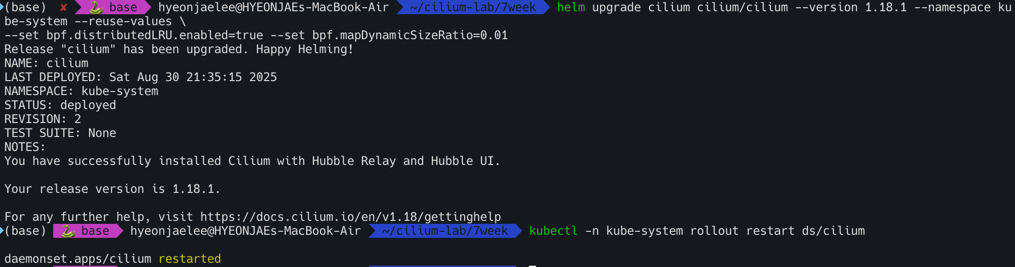 (base) ✘ base hyeonjaelee@HYEONJAEs-MacBook-Air ~/cilium-lab/7week helm upgrade cilium cilium/cilium --version 1.18.1 --namespace ku
be-system --reuse-values \
--set bpf.distributedLRU.enabled=true --set bpf.mapDynamicSizeRatio=0.01
Release "cilium" has been upgraded. Happy Helming!
NAME: cilium
LAST DEPLOYED: Sat Aug 30 21:35:15 2025
NAMESPACE: kube-system
STATUS: deployed
REVISION: 2
TEST SUITE: None
NOTES:
You have successfully installed Cilium with Hubble Relay and Hubble UI.
Your release version is 1.18.1.
For any further help, visit https://docs.cilium.io/en/v1.18/gettinghelp
(base) base hyeonjaelee@HYEONJAEs-MacBook-Air ~/cilium-lab/7week kubectl -n kube-system rollout restart ds/cilium
daemonset.apps/cilium restarted